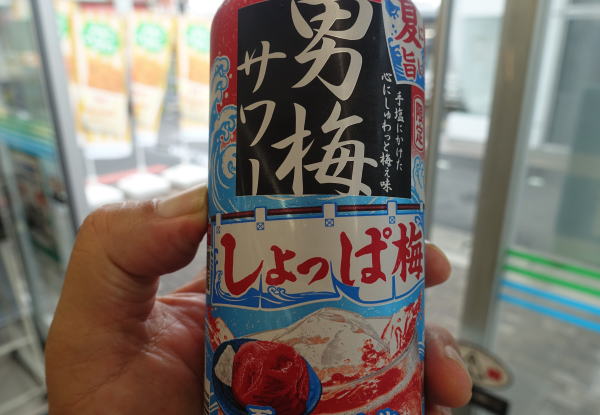 男梅
サワー
夏旨
限定
手塩にかけた
心にしゅわっと梅え味
しょっぱ梅